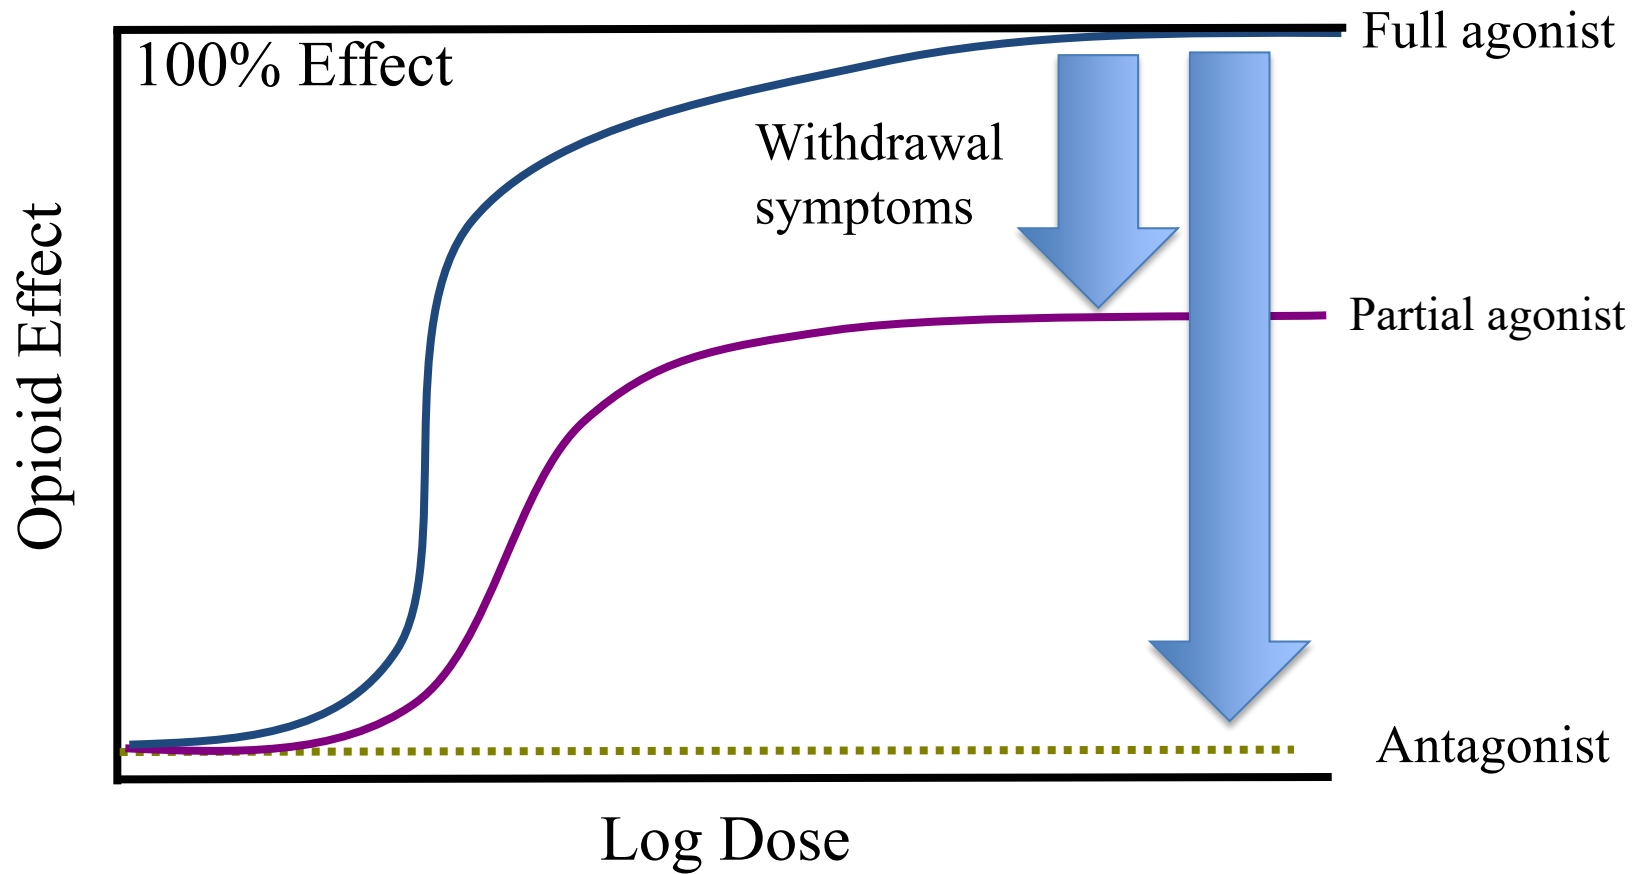 100% Effect
Full agonist
Withdrawal
symptoms
Partial agonist
Opioid Effect
Antagonist
Log Dose